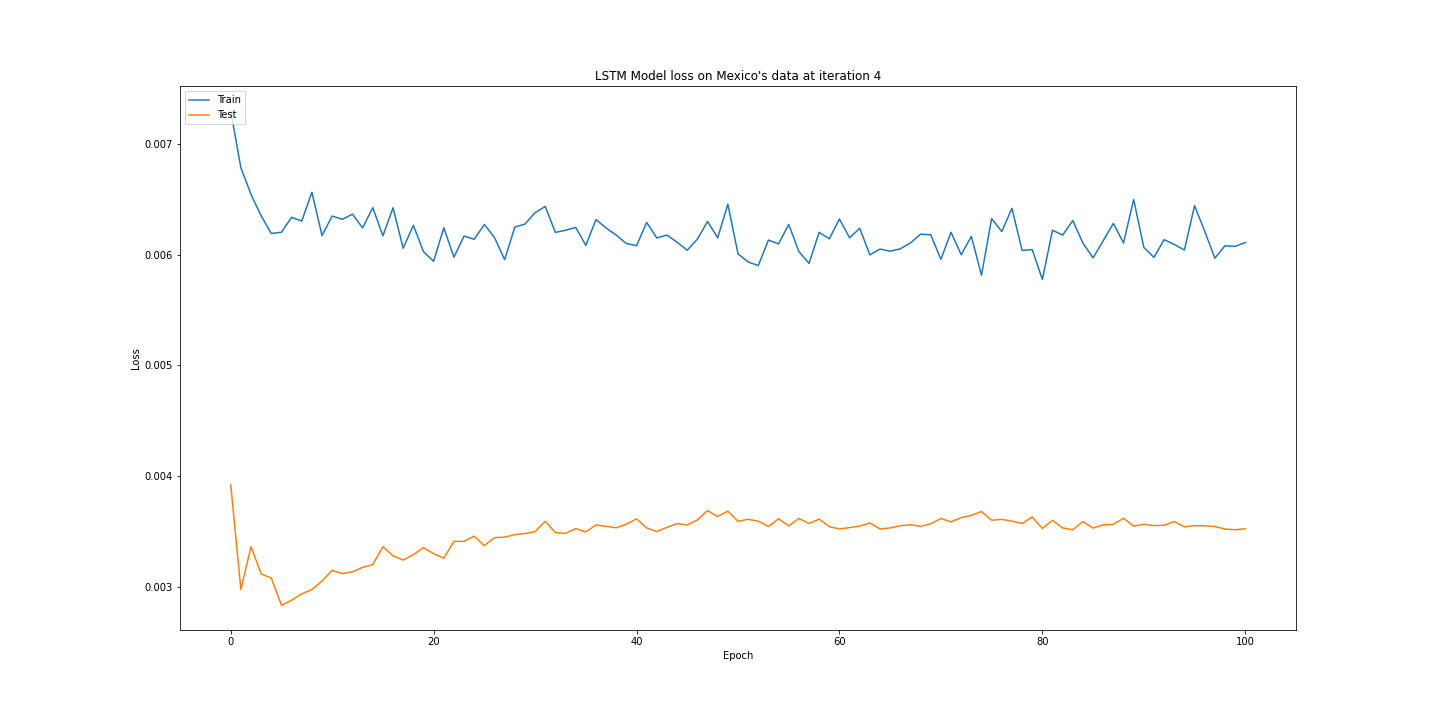 LSTM Model loss on Mexico's data at iteration 4
Train
Test
0.007
0.006
0.005
0.004
0.003
Loss
0 20 40 60 80 100
Epoch